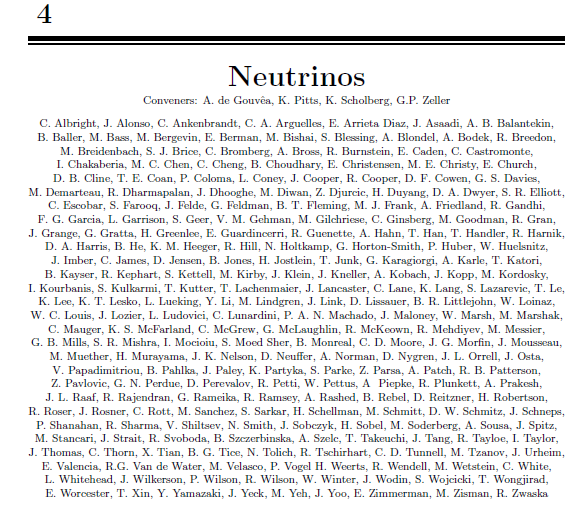 4
Neutrinos
Conveners: A. de Gouvêa, K. Pitts, K. Scholberg, G.P. Zeller
C. Albright, J. Alonso, C. Ankenbrandt, C. A. Arguelles, E. Arrieta Diaz, J. Asaadi, A. B. Balantekin,
B. Baller, M. Bass, M. Bergevin, E. Berman, M. Bishai, S. Blessing, A. Blondel, A. Bodek, R. Breedon,
M. Breidenbach, S. J. Brice, C. Bromberg, A. Bross, R. Burnstein, E. Caden, C. Castromonte,
I. Chakaberia, M. C. Chen, C. Cheng, B. Choudhary, E. Christensen, M. E. Christy, E. Church,
D. B. Cline, T. E. Coan, P. Coloma, L. Coney, J. Cooper, R. Cooper, D. F. Cowen, G. S. Davies,
M. Demarteau, R. Dharmapalan, J. Dhooghe, M. Diwan, Z. Djurcic, H. Duyang, D. A. Dwyer, S. R. Elliott,
C. Escobar, S. Farooq, J. Felde, G. Feldman, B. T. Fleming, M. J. Frank, A. Friedland, R. Gandhi,
F. G. Garcia, L. Garrison, S. Geer, V. M. Gehman, M. Gilchriese, C. Ginsberg, M. Goodman, R. Gran,
J. Grange, G. Gratta, H. Greenlee, E. Guardincerri, R. Guenette, A. Hahn, T. Han, T. Handler, R. Harnik,
D. A. Harris, B. He, K. M. Heeger, R. Hill, N. Holtkamp, G. Horton-Smith, P. Huber, W. Huelsnitz,
J. Imber, C. James, D. Jensen, B. Jones, H. Jostlein, T. Junk, G. Karagiorgi, A. Karle, T. Katori,
B. Kayser, R. Kephart, S. Kettell, M. Kirby, J. Klein, J. Kneller, A. Kobach, J. Kopp, M. Kordosky,
I. Kourbanis, S. Kulkarmi, T. Kutter, T. Lachenmaier, J. Lancaster, C. Lane, K. Lang, S. Lazarevic, T. Le,
K. Lee, K. T. Lesko, L. Lueking, Y. Li, M. Lindgren, J. Link, D. Lissauer, B. R. Littlejohn, W. Loinaz,
W. C. Louis, J. Lozier, L. Ludovici, C. Lunardini, P. A. N. Machado, J. Maloney, W. Marsh, M. Marshak,
C. Mauger, K. S. McFarland, C. McGrew, G. McLaughlin, R. McKeown, R. Mehdiyev, M. Messier,
G. B. Mills, S. R. Mishra, I. Mocioiu, S. Moed Sher, B. Monreal, C. D. Moore, J. G. Morfin, J. Mousseau,
M. Muether, H. Murayama, J. K. Nelson, D. Neuffer, A. Norman, D. Nygren, J. L. Orrell, J. Osta,
V. Papadimitriou, B. Pahlka, J. Paley, K. Partyka, S. Parke, Z. Parsa, A. Patch, R. B. Patterson,
Z. Pavlovic, G. N. Perdue, D. Perevalov, R. Petti, W. Pettus, A Piepke, R. Plunkett, A. Prakesh,
J. L. Raaf, R. Rajendran, G. Rameika, R. Ramsey, A. Rashed, B. Rebel, D. Reitzner, H. Robertson,
R. Roser, J. Rosner, C. Rott, M. Sanchez, S. Sarkar, H. Schellman, M. Schmitt, D. W. Schmitz, J. Schneps,
P. Shanahan, R. Sharma, V. Shiltsev, N. Smith, J. Sobczyk, H. Sobel, M. Soderberg, A. Sousa, J. Spitz,
M. Stancari, J. Strait, R. Svoboda, B. Szczerbinska, A. Szelc, T. Takeuchi, J. Tang, R. Tayloe, I. Taylor,
J. Thomas, C. Thorn, X. Tian, B. G. Tice, N. Tolich, R. Tschirhart, C. D. Tunnell, M. Tzanov, J. Urheim,
E. Valencia, R.G. Van de Water, M. Velasco, P. Vogel H. Weerts, R. Wendell, M. Wetstein, C. White,
L. Whitehead, J. Wilkerson, P. Wilson, R. Wilson, W. Winter, J. Wodin, S. Wojcicki, T. Wongjirad,
E. Worcester, T. Xin, Y. Yamazaki, J. Yeck, M. Yeh, J. Yoo, E. Zimmerman, M. Zisman, R. Zwaska